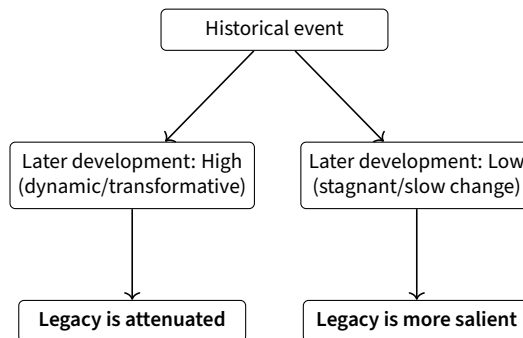 Historical event
Later development: High
(dynamic/transformative)
Later development: Low
(stagnant/slow change)
Legacy is attenuated
Legacy is more salient